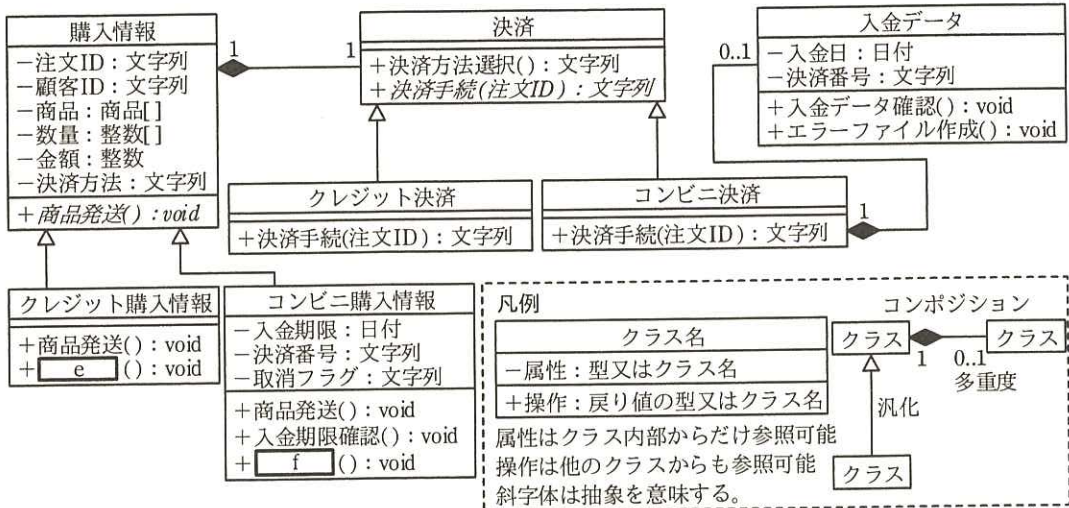 購入情報
−注文ID：文字列
−顧客ID：文字列
−商品：商品[]
−数量：整数[]
−金額：整数
−決済方法：文字列
+商品発送()：void
1
1
決済
+決済方法選択()：文字列
+決済手続(注文ID)：文字列
0..1
入金データ
−入金日：日付
−決済番号：文字列
+入金データ確認()：void
+エラーファイル作成()：void
クレジット決済
+決済手続(注文ID)：文字列
コンビニ決済
+決済手続(注文ID)：文字列
1
クレジット購入情報
+商品発送()：void
+ e ()：void
コンビニ購入情報
−入金期限：日付
−決済番号：文字列
−取消フラグ：文字列
+商品発送()：void
+入金期限確認()：void
+ f ()：void
凡例
クラス名
−属性：型又はクラス名
+操作：戻り値の型又はクラス名
属性はクラス内部からだけ参照可能
操作は他のクラスからも参照可能
斜字体は抽象を意味する。
コンポジション
クラス
クラス
1
0..1
多重度
汎化
クラス